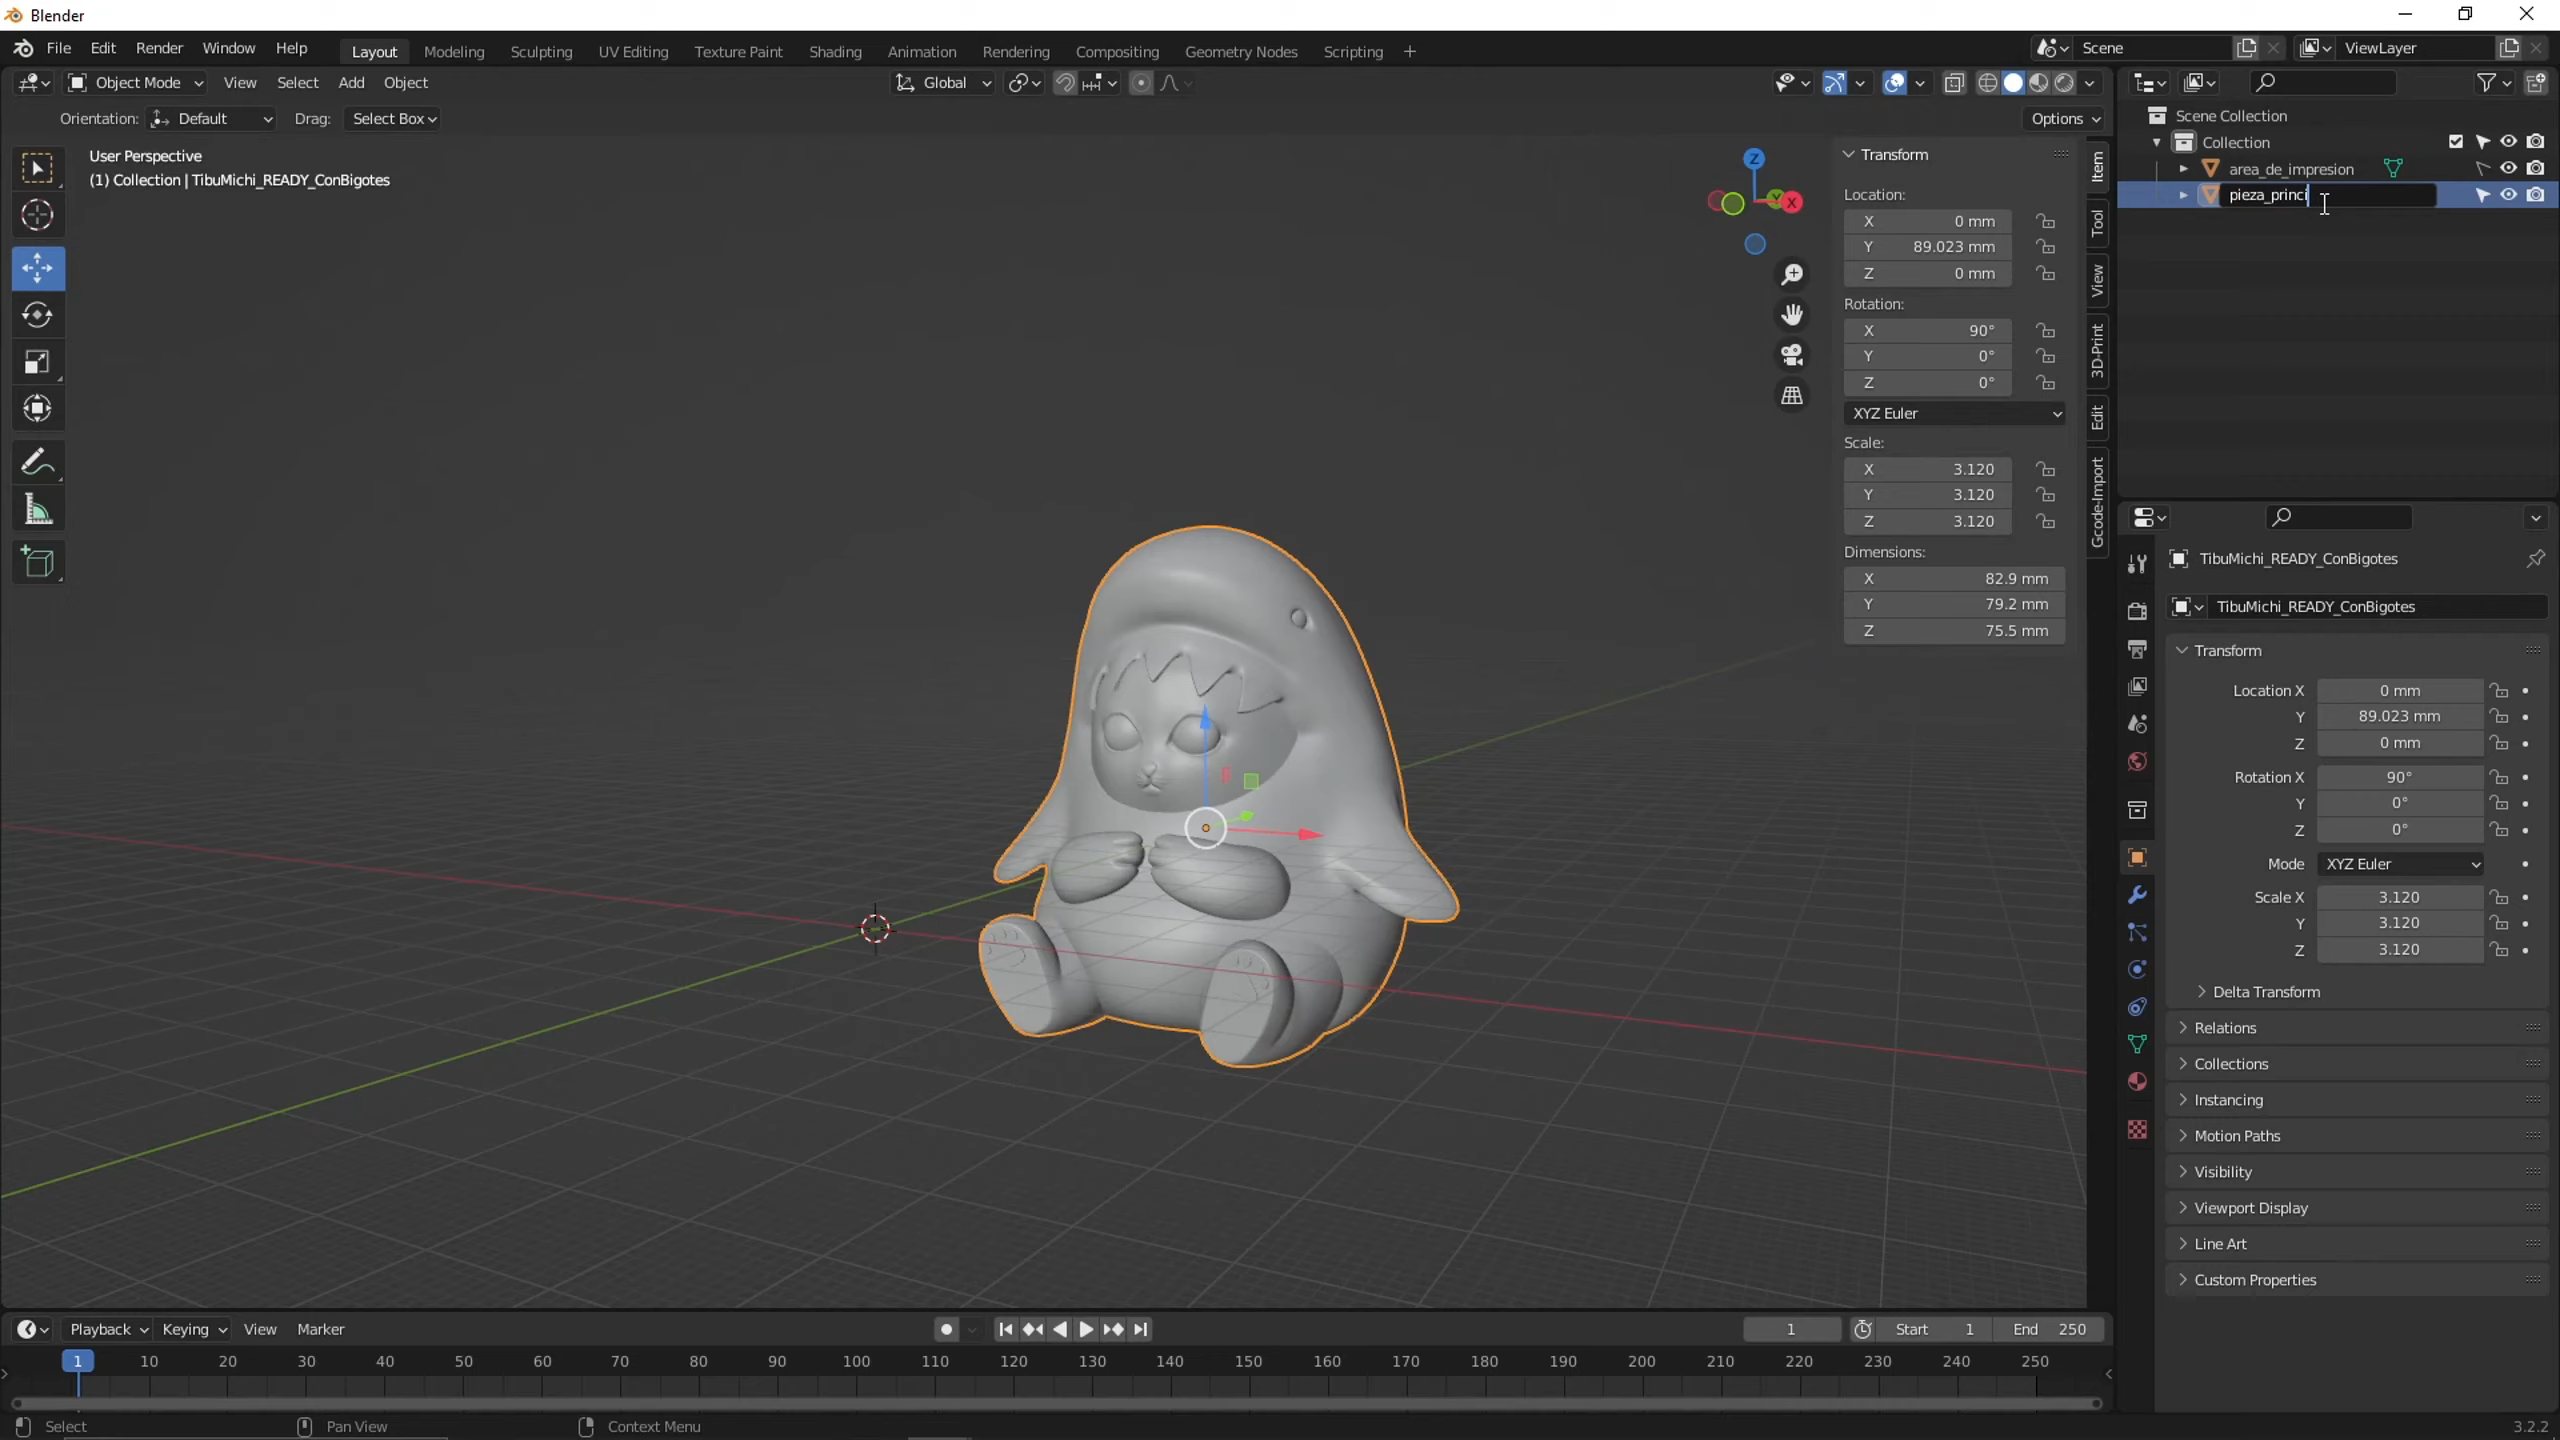 Blender
File Edit Render Window Help Layout Modeling Sculpting UV Editing Texture Paint Shading Animation Rendering Compositing Geometry Nodes Scripting + Scene ViewLayer
Object Mode View Select Add Object Global
Orientation: Default Drag: Select Box Options
User Perspective
(1) Collection | TibuMichi_READY_ConBigotes
Z
X
Y
Transform
Location:
X 0 mm
Y 89.023 mm
Z 0 mm
Rotation:
X 90°
Y 0°
Z 0°
XYZ Euler
Scale:
X 3.120
Y 3.120
Z 3.120
Dimensions:
X 82.9 mm
Y 79.2 mm
Z 75.5 mm
Item
Tool
View
3D-Print
Edit
Gcode-Import
Scene Collection
Collection
area_de_impresion
pieza_princi
TibuMichi_READY_ConBigotes
TibuMichi_READY_ConBigotes
Transform
Location X 0 mm
Y 89.023 mm
Z 0 mm
Rotation X 90°
Y 0°
Z 0°
Mode XYZ Euler
Scale X 3.120
Y 3.120
Z 3.120
Delta Transform
Relations
Collections
Instancing
Motion Paths
Visibility
Viewport Display
Line Art
Custom Properties
Playback Keying View Marker 1 Start 1 End 250
1 10 20 30 40 50 60 70 80 90 100 110 120 130 140 150 160 170 180 190 200 210 220 230 240 250
Select Pan View Context Menu 3.2.2